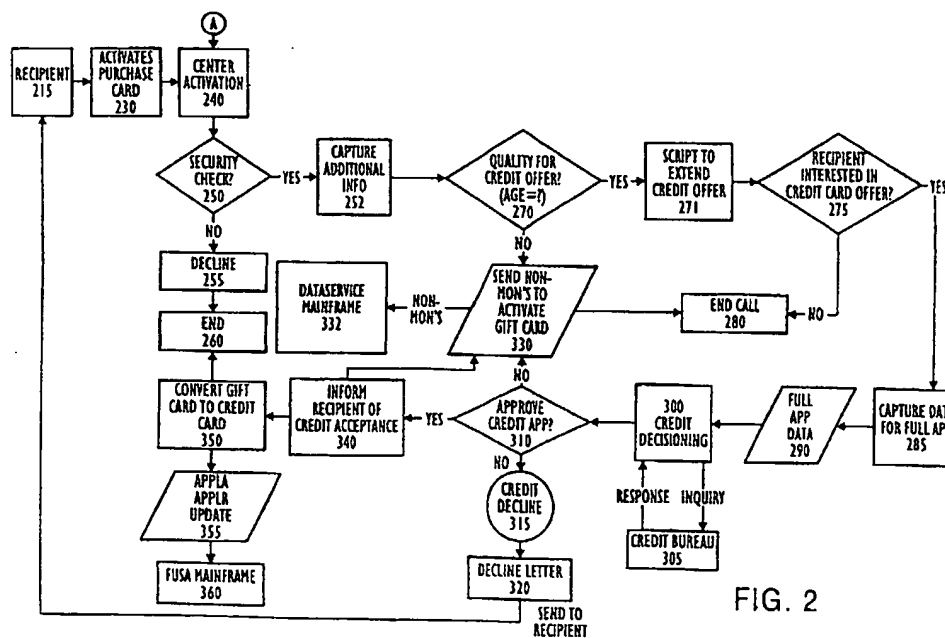 A
RECIPIENT
215
ACTIVATES
PURCHASE
CARD
230
CENTER
ACTIVATION
240
SECURITY
CHECK?
250
YES
CAPTURE
ADDITIONAL
INFO
252
QUALITY FOR
CREDIT OFFER?
(AGE=?)
270
YES
SCRIPT TO
EXTEND
CREDIT OFFER
271
RECIPIENT
INTERESTED IN
CREDIT CARD OFFER?
275
YES
NO
DECLINE
255
END
260
NO
SEND NON-
MON'S TO
ACTIVATE
GIFT CARD
330
NON-
MON'S
DATASERVICE
MAINFRAME
332
END CALL
280
NO
CONVERT GIFT
CARD TO CREDIT
CARD
350
INFORM
RECIPIENT OF
CREDIT ACCEPTANCE
340
YES
NO
APPROVE
CREDIT APP?
310
300
CREDIT
DECISIONING
FULL
APP
DATA
290
CAPTURE DATA
FOR FULL APP
285
RESPONSE
INQUIRY
CREDIT BUREAU
305
NO
CREDIT
DECLINE
315
DECLINE LETTER
320
SEND TO
RECIPIENT
APPLA
APPLR
UPDATE
355
FUSA MAINFRAME
360
FIG. 2